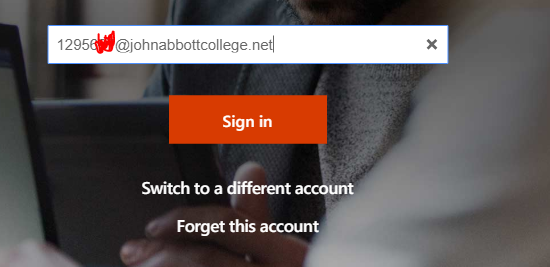 12956 @johnabbottcollege.net
Sign in
Switch to a different account
Forget this account